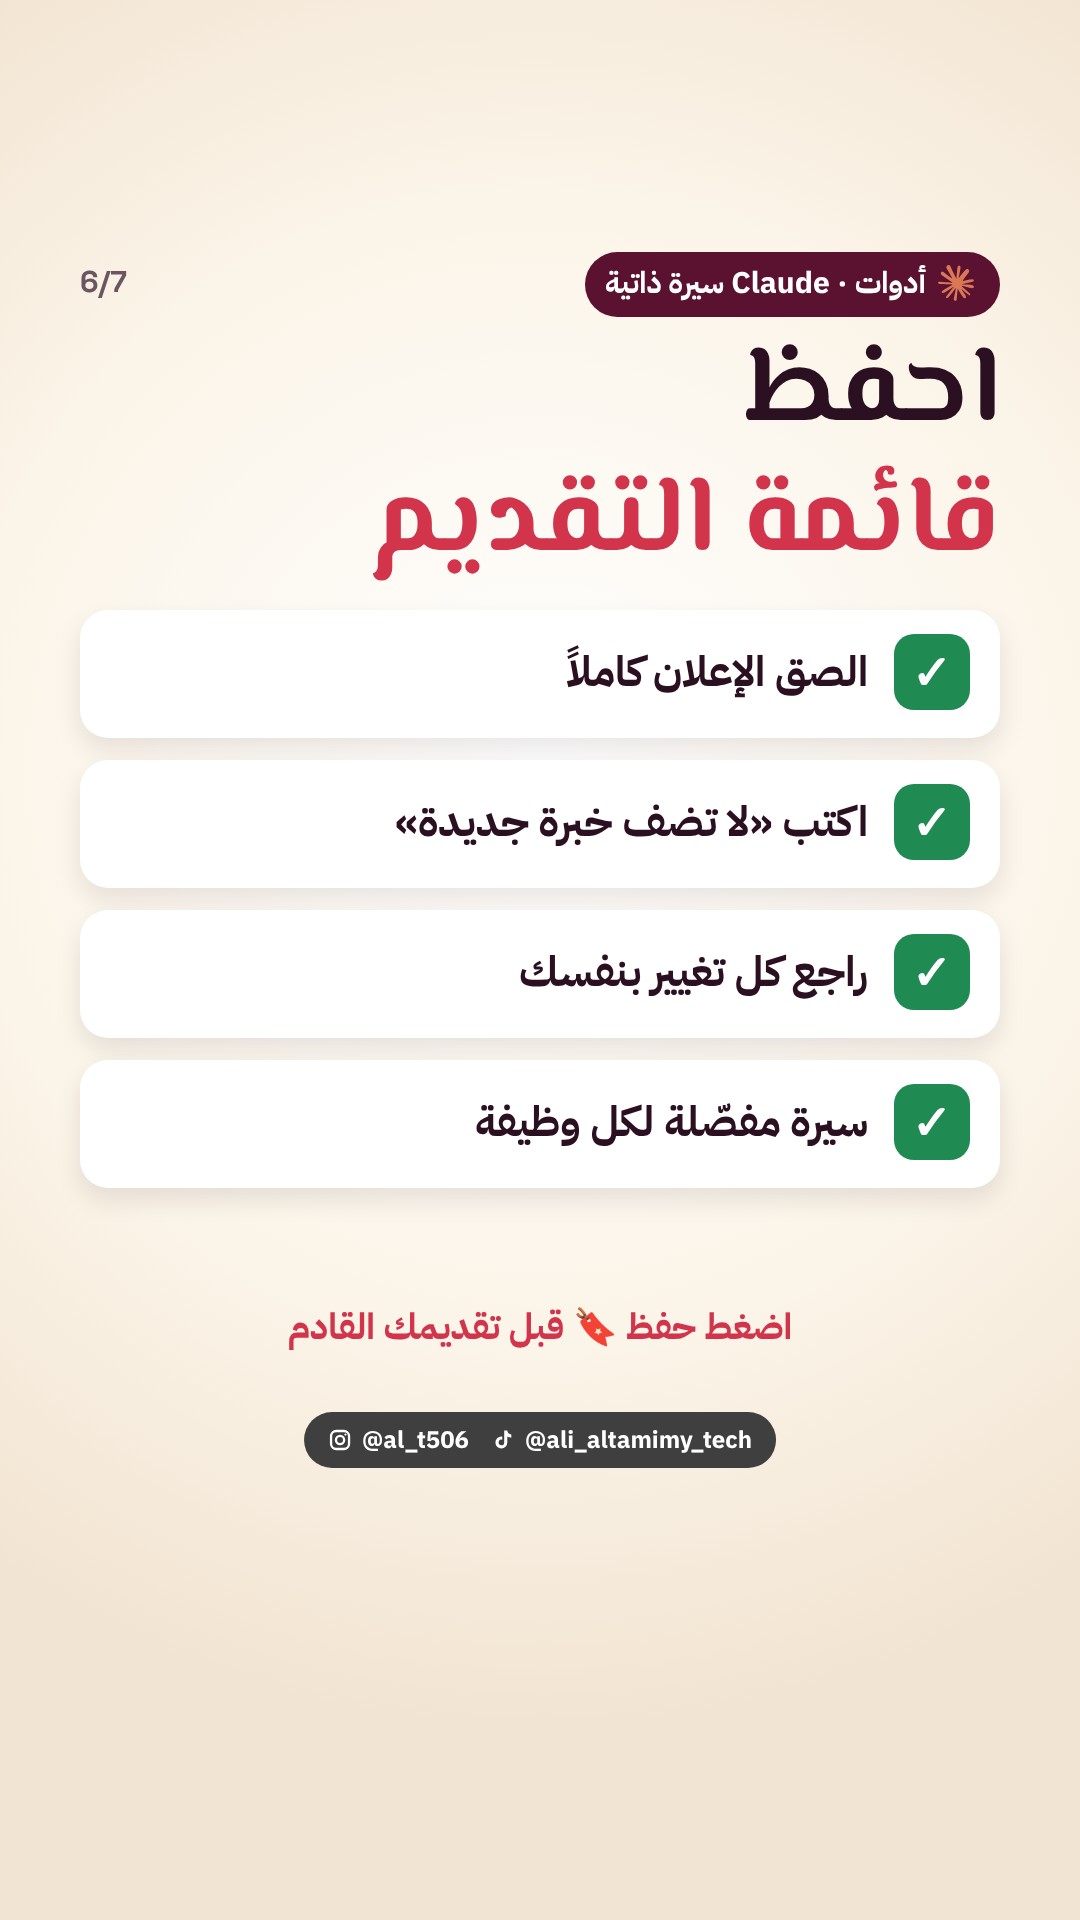 أدوات · Claude سيرة ذاتية
6/7
احفظ
قائمة التقديم
✓ الصق الإعلان كاملاً
✓ اكتب «لا تضف خبرة جديدة»
✓ راجع كل تغيير بنفسك
✓ سيرة مفصّلة لكل وظيفة
اضغط حفظ 🔖 قبل تقديمك القادم
@al_t506 @ali_altamimy_tech